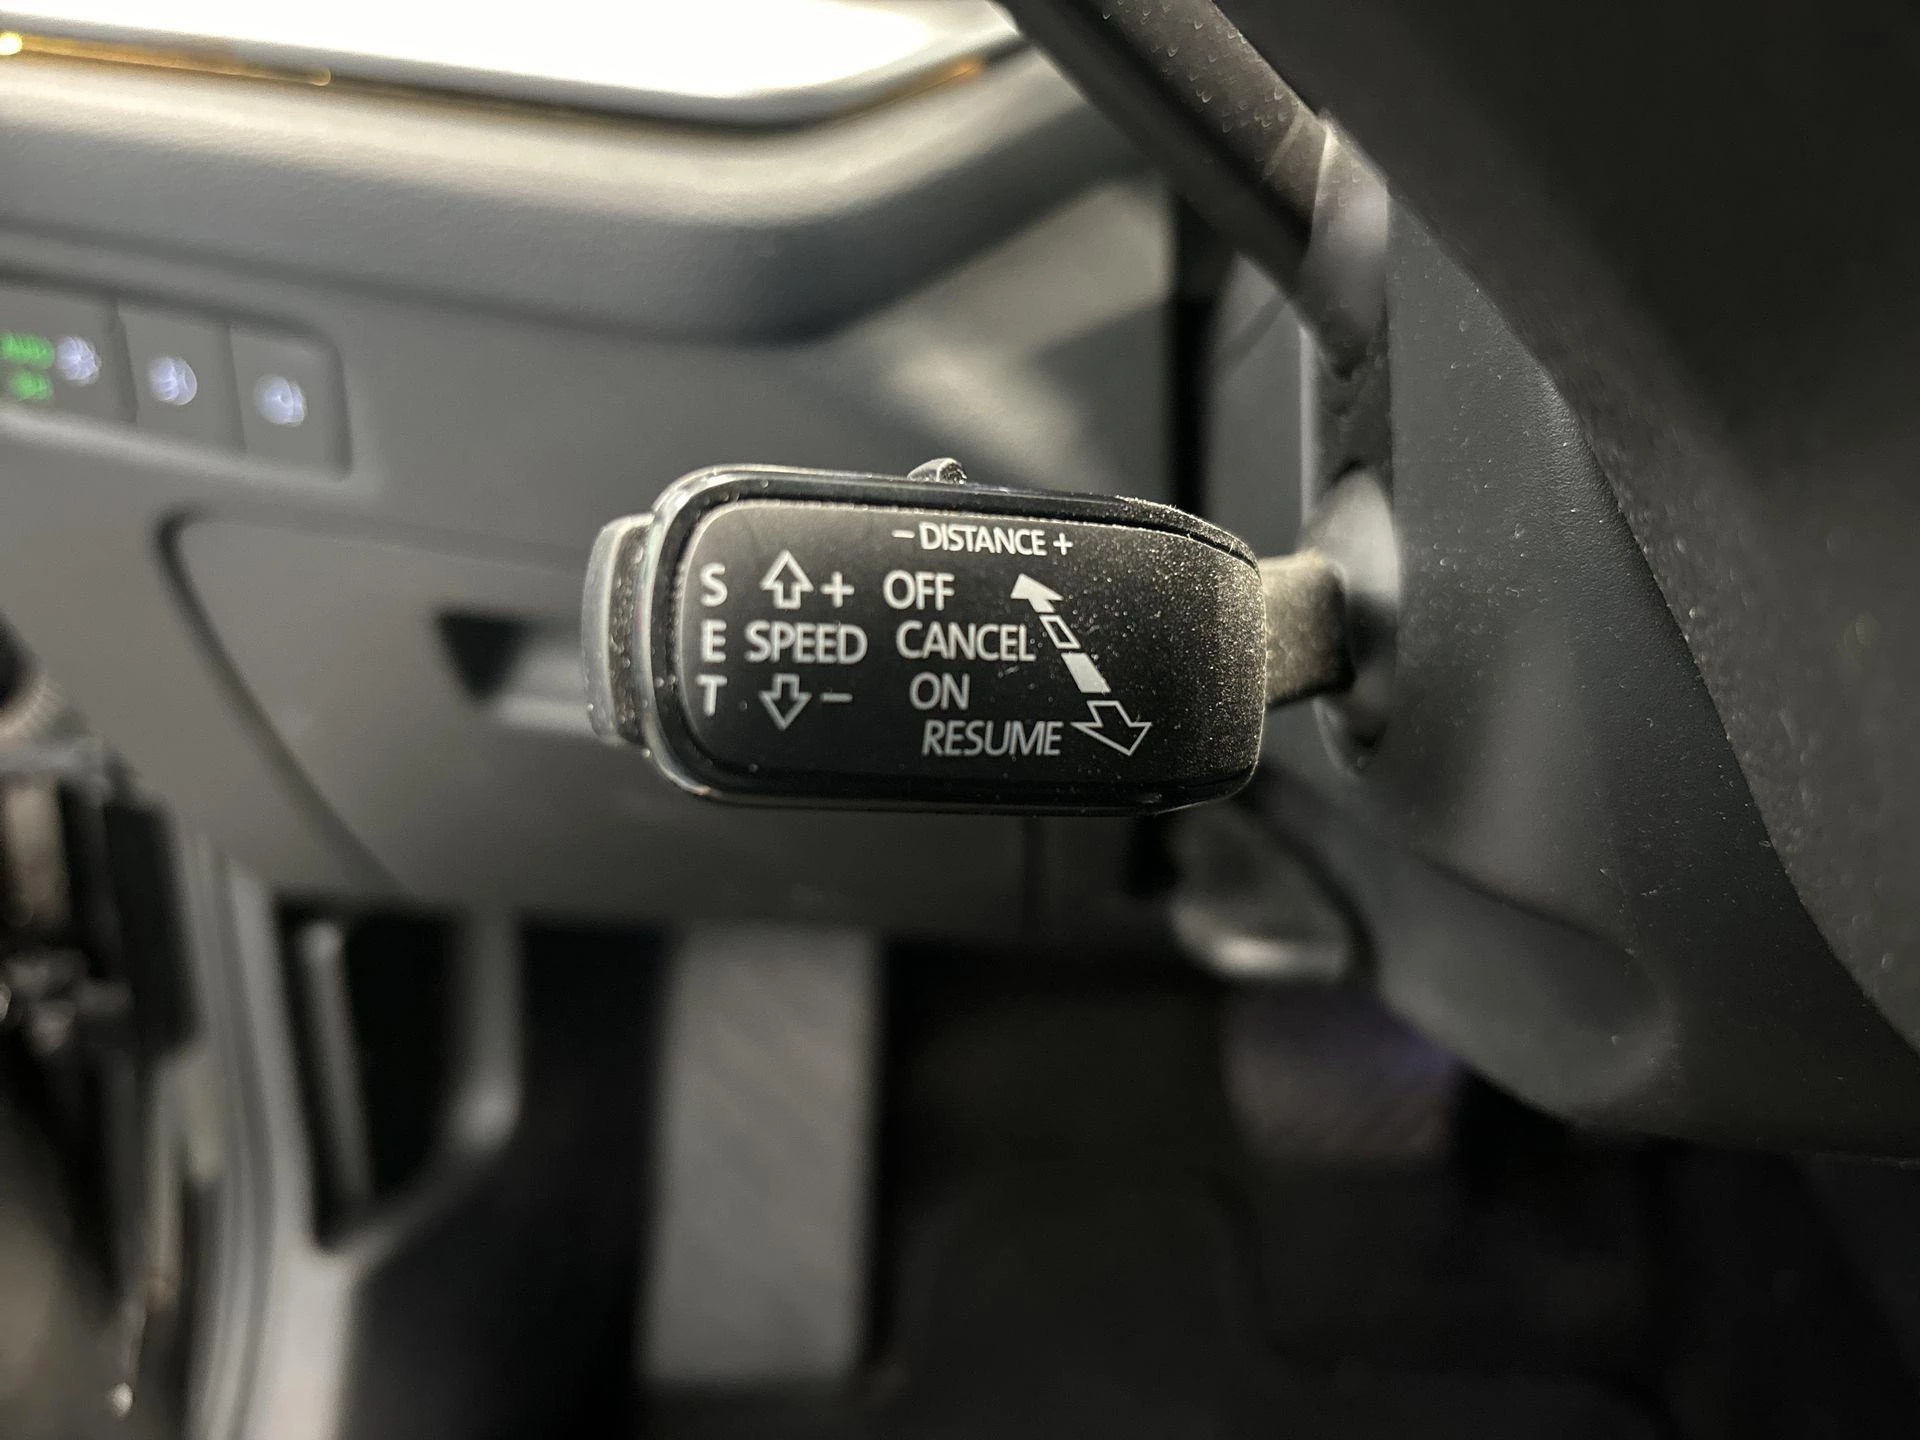 − DISTANCE +
S + OFF
E SPEED CANCEL
T − ON
RESUME